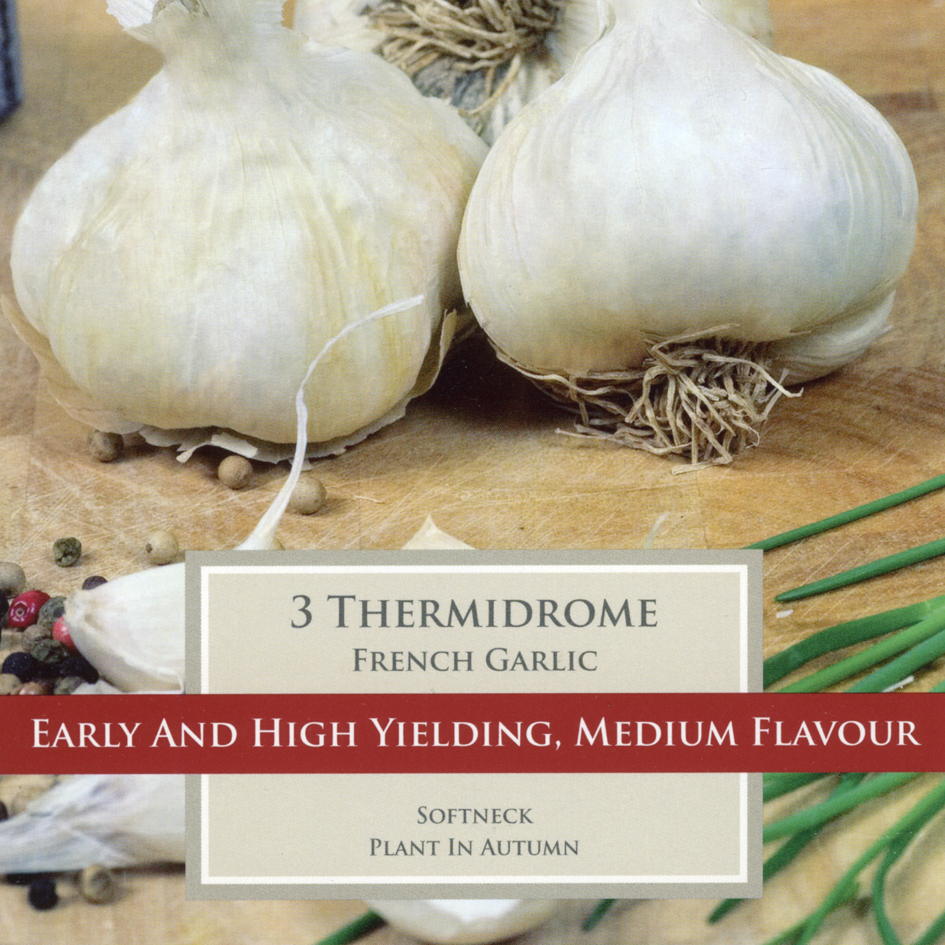 3 Thermidrome
French Garlic
Early And High Yielding, Medium Flavour
Softneck
Plant In Autumn